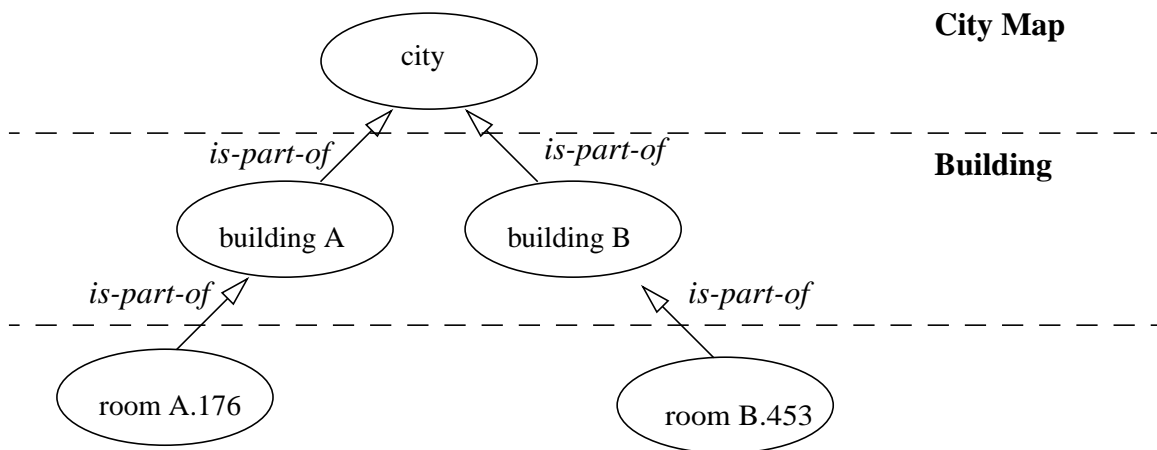 City Map
city
is-part-of
is-part-of
Building
building A
building B
is-part-of
is-part-of
room A.176
room B.453